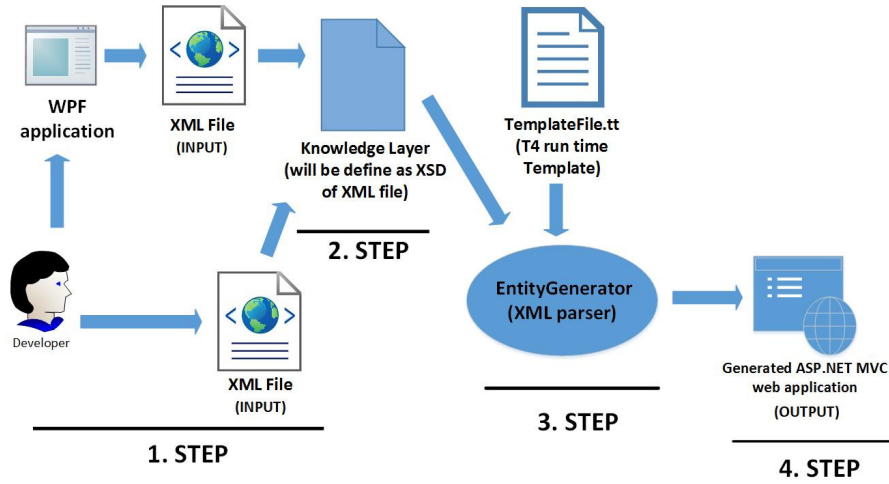 WPF
application
XML File
(INPUT)
Knowledge Layer
(will be define as XSD
of XML file)
TemplateFile.tt
(T4 run time
Template)
2. STEP
Developer
XML File
(INPUT)
1. STEP
EntityGenerator
(XML parser)
3. STEP
Generated ASP.NET MVC
web application
(OUTPUT)
4. STEP